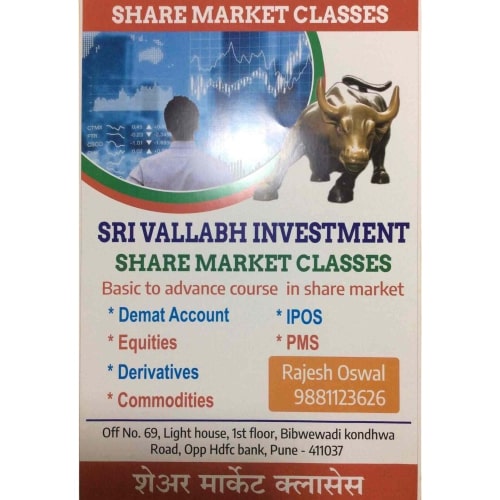 SHARE MARKET CLASSES
SRI VALLABH INVESTMENT
SHARE MARKET CLASSES
Basic to advance course in share market
* Demat Account
* IPOS
* Equities
* PMS
* Derivatives
* Commodities
Rajesh Oswal
9881123626
Off No. 69, Light house, 1st floor, Bibwewadi kondhwa
Road, Opp Hdfc bank, Pune - 411037
शेअर मार्केट क्लासेस